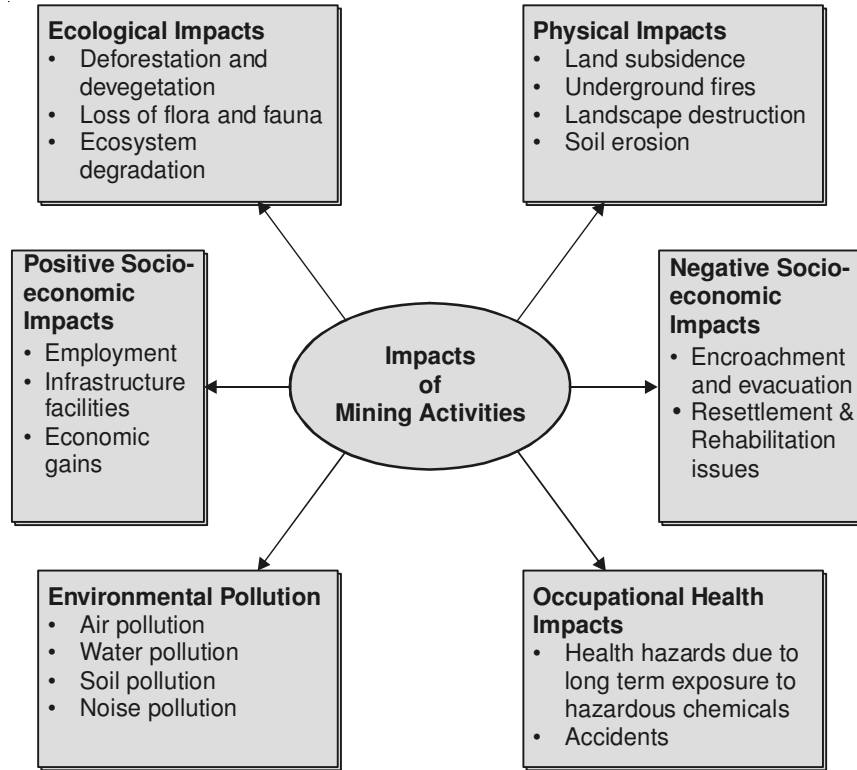 Ecological Impacts
• Deforestation and
devegetation
• Loss of flora and fauna
• Ecosystem
degradation
Physical Impacts
• Land subsidence
• Underground fires
• Landscape destruction
• Soil erosion
Positive Socio-
economic
Impacts
• Employment
• Infrastructure
facilities
• Economic
gains
Impacts
of
Mining Activities
Negative Socio-
economic
Impacts
• Encroachment
and evacuation
• Resettlement &
Rehabilitation
issues
Environmental Pollution
• Air pollution
• Water pollution
• Soil pollution
• Noise pollution
Occupational Health
Impacts
• Health hazards due to
long term exposure to
hazardous chemicals
• Accidents